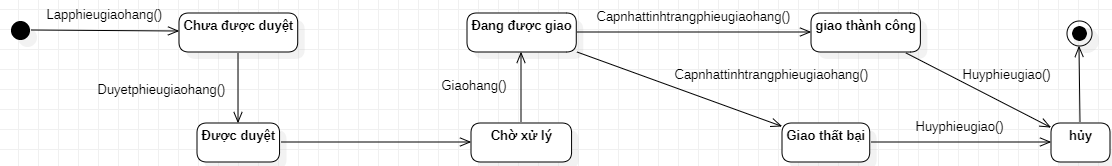 Lapphieugiaohang()
Chưa được duyệt
Duyetphieugiaohang()
Được duyệt
Chờ xử lý
Giaohang()
Đang được giao
Capnhattinhtrangphieugiaohang()
giao thành công
Capnhattinhtrangphieugiaohang()
Giao thất bại
Huyphieugiao()
Huyphieugiao()
hủy